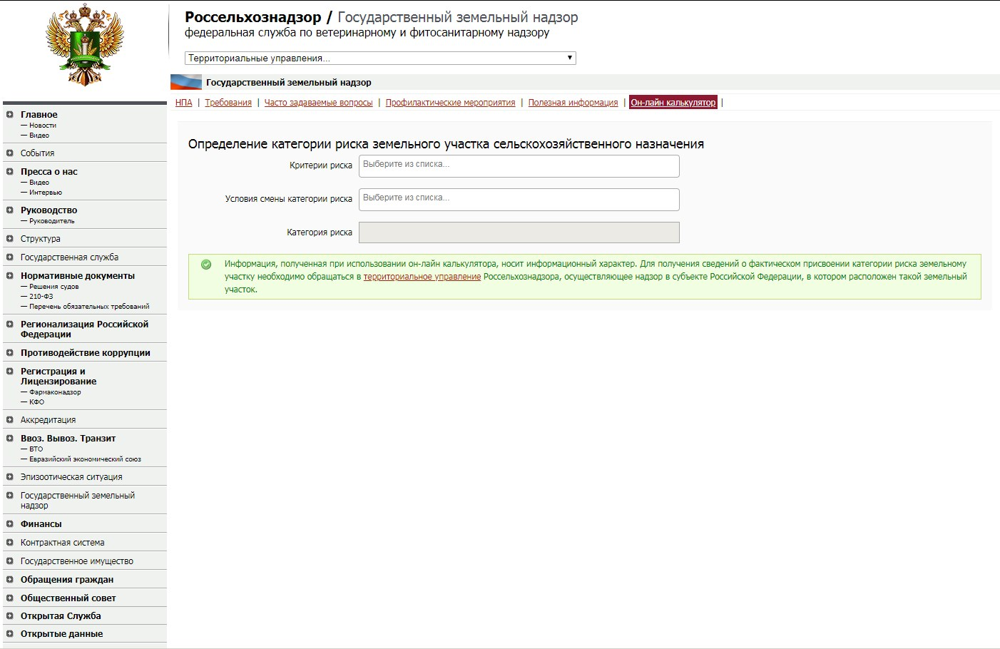 Россельхознадзор / Государственный земельный надзор
федеральная служба по ветеринарному и фитосанитарному надзору
Территориальные управления...
Государственный земельный надзор
НПА | Требования | Часто задаваемые вопросы | Профилактические мероприятия | Полезная информация | Он-лайн калькулятор |
Главное
— Новости
— Видео
События
Пресса о нас
— Видео
— Интервью
Руководство
— Руководитель
Структура
Государственная служба
Нормативные документы
— Решения судов
— 210-ФЗ
— Перечень обязательных требований
Регионализация Российской
Федерации
Противодействие коррупции
Регистрация и
Лицензирование
— Фармаконадзор
— КФО
Аккредитация
Ввоз. Вывоз. Транзит
— ВТО
— Евразийский экономический союз
Эпизоотическая ситуация
Государственный земельный
надзор
Финансы
Контрактная система
Государственное имущество
Обращения граждан
Общественный совет
Открытая Служба
Открытые данные
Определение категории риска земельного участка сельскохозяйственного назначения
Критерии риска Выберите из списка...
Условия смены категории риска Выберите из списка...
Категория риска
Информация, полученная при использовании он-лайн калькулятора, носит информационный характер. Для получения сведений о фактическом присвоении категории риска земельному
участку необходимо обращаться в территориальное управление Россельхознадзора, осуществляющее надзор в субъекте Российской Федерации, в котором расположен такой земельный
участок.